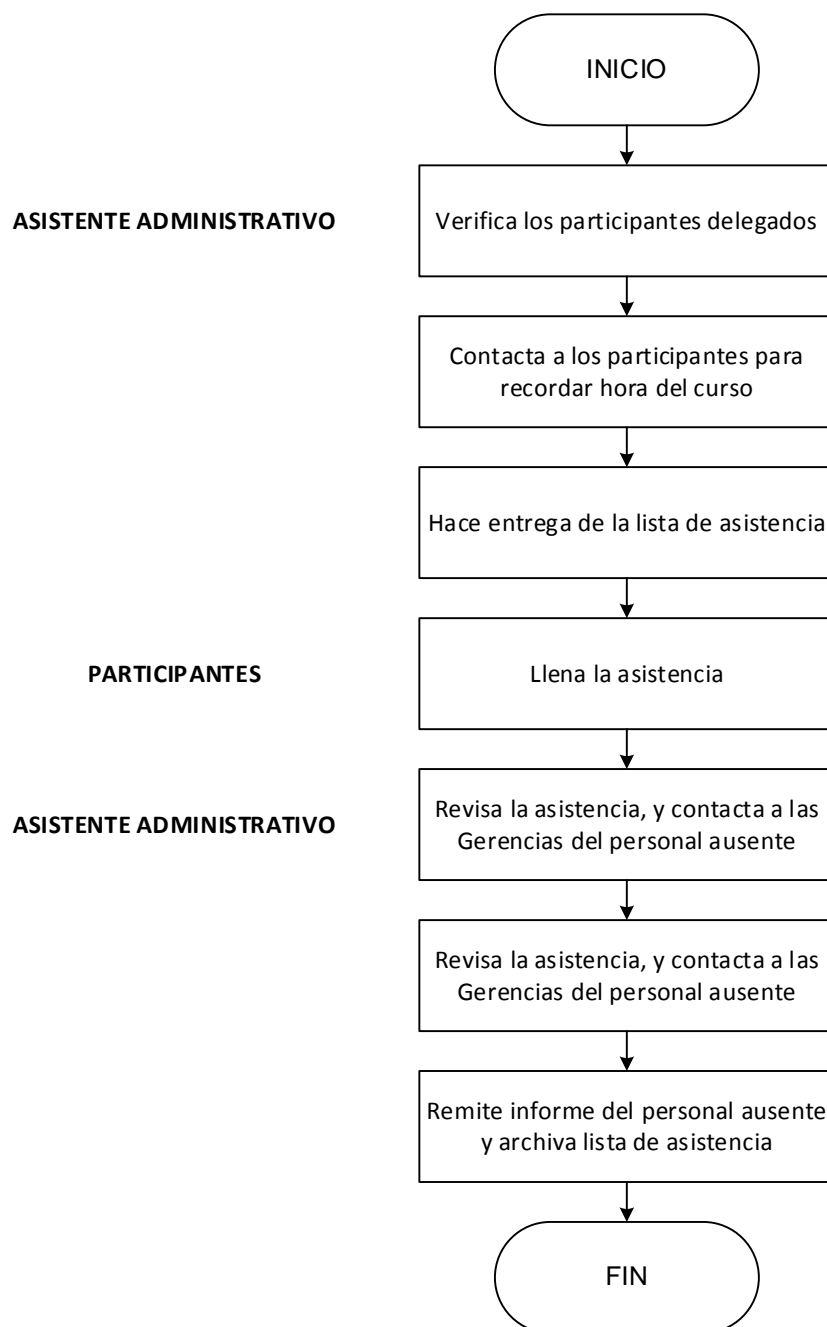 INICIO
ASISTENTE ADMINISTRATIVO
Verifica los participantes delegados
Contacta a los participantes para
recordar hora del curso
Hace entrega de la lista de asistencia
PARTICIPANTES
Llena la asistencia
ASISTENTE ADMINISTRATIVO
Revisa la asistencia, y contacta a las
Gerencias del personal ausente
Revisa la asistencia, y contacta a las
Gerencias del personal ausente
Remite informe del personal ausente
y archiva lista de asistencia
FIN